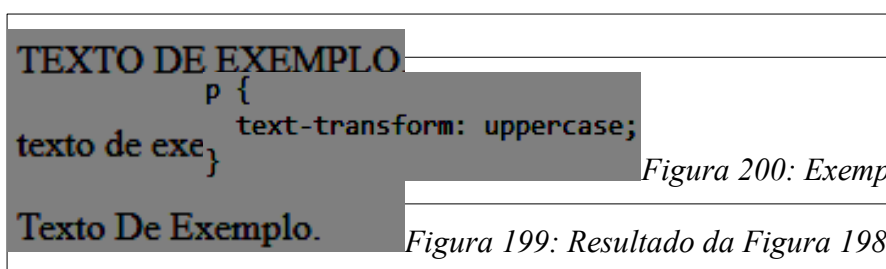 TEXTO DE EXEMPLO
p {
text-transform: uppercase;
texto de exe
}
Figura 200:
Texto De Exemplo.
Figura 199: Resultado da Figura 198